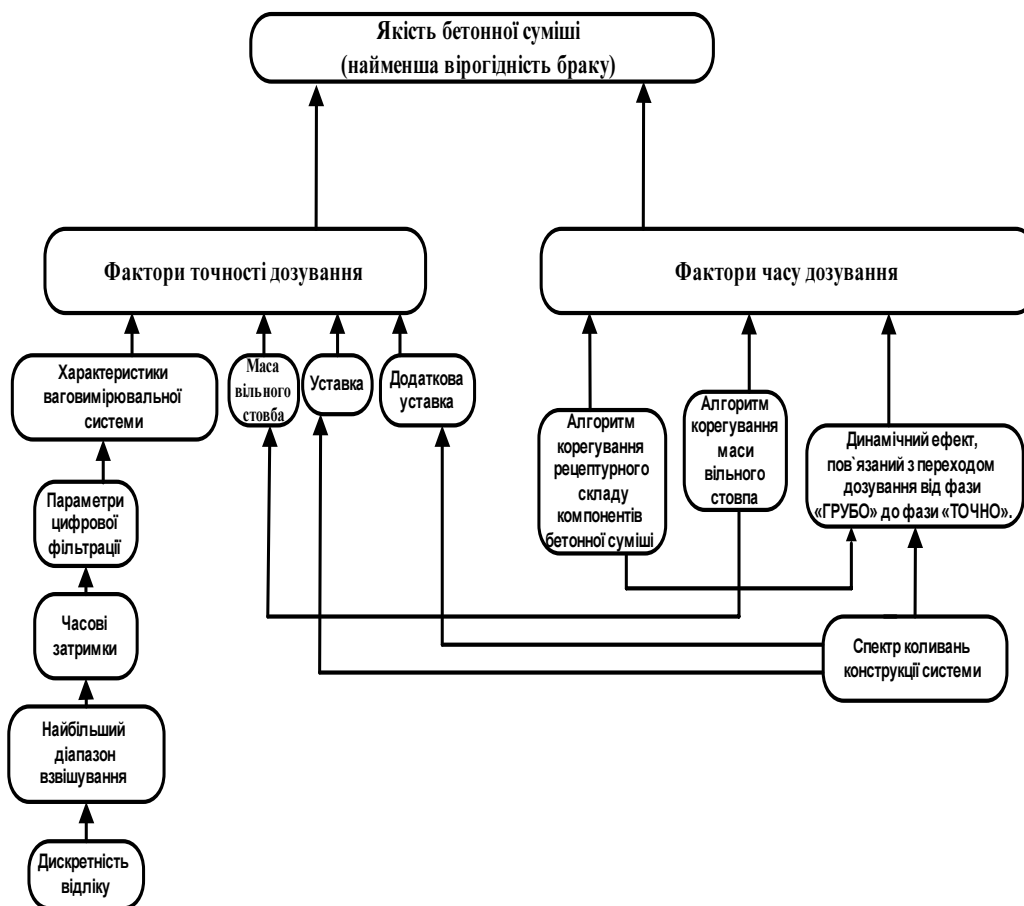 Якість бетонної суміші
(найменша вірогідність браку)
Фактори точності дозування
Фактори часу дозування
Характеристики
ваговимірювальної
системи
Маса
вільного
стовба
Уставка
Додаткова
уставка
Алгоритм
корегування
рецептурного
складу
компонентів
бетонної суміші
Алгоритм
корегування
маси
вільного
стовпа
Динамічний ефект,
пов`язаний з переходом
дозування від фази
«ГРУБО» до фази «ТОЧНО».
Параметри
цифрової
фільтрації
Часові
затримки
Спектр коливань
конструкції системи
Найбільший
діапазон
взвішування
Дискретність
відліку